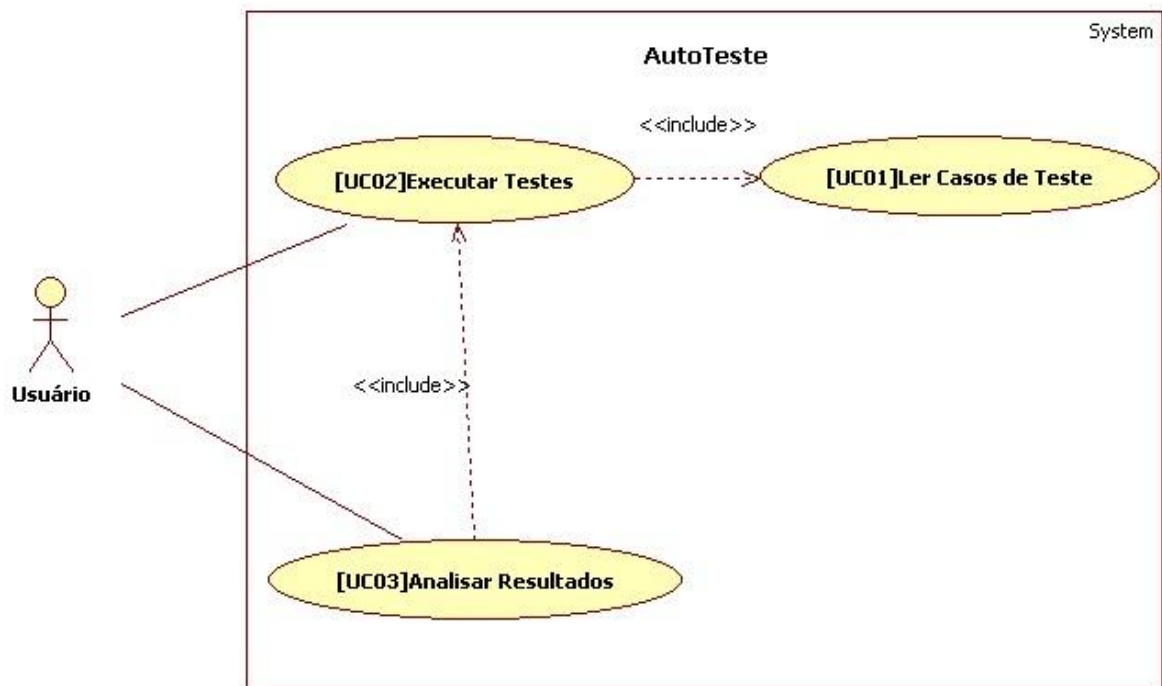 System
AutoTeste
<<include>>
[UC02]Executar Testes
[UC01]Ler Casos de Teste
Usuário
<<include>>
[UC03]Analisar Resultados